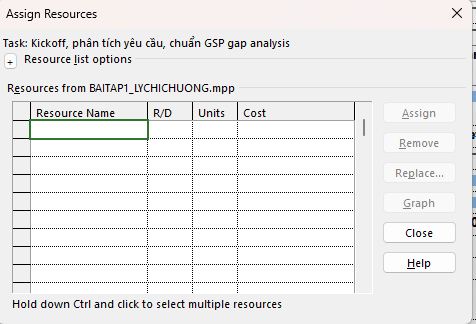 Assign Resources
Task: Kickoff, phân tích yêu cầu, chuẩn GSP gap analysis
+ Resource list options
Resources from BAITAP1_LYCHICHUONG.mpp
Resource Name R/D Units Cost
Assign
Remove
Replace...
Graph
Close
Help
Hold down Ctrl and click to select multiple resources